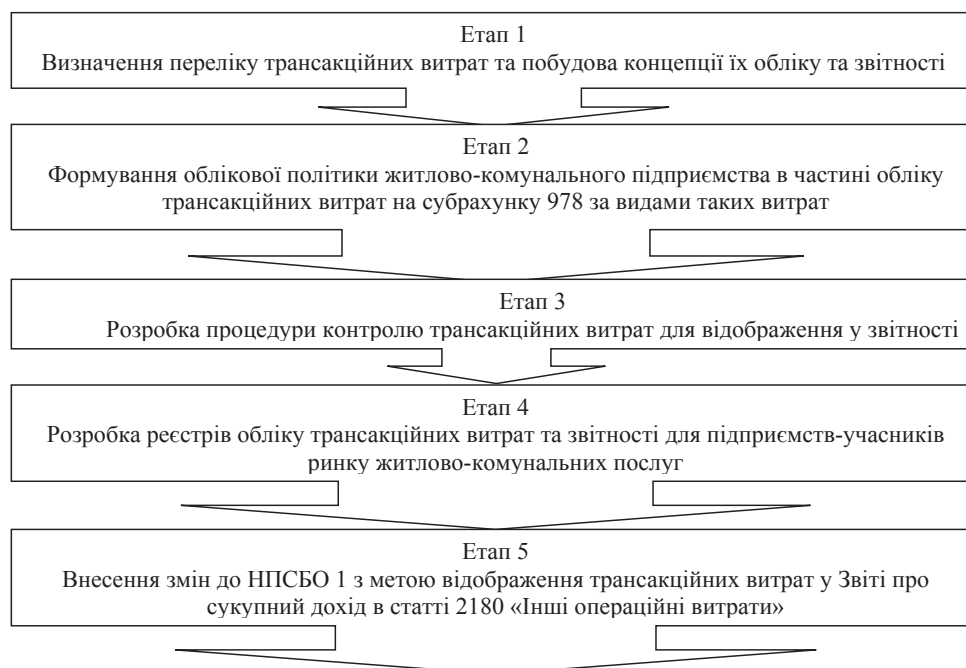 Етап 1
Визначення переліку трансакційних витрат та побудова концепції їх обліку та звітності
Етап 2
Формування облікової політики житлово-комунального підприємства в частині обліку
трансакційних витрат на субрахунку 978 за видами таких витрат
Етап 3
Розробка процедури контролю трансакційних витрат для відображення у звітності
Етап 4
Розробка реєстрів обліку трансакційних витрат та звітності для підприємств-учасників
ринку житлово-комунальних послуг
Етап 5
Внесення змін до НПСБО 1 з метою відображення трансакційних витрат у Звіті про
сукупний дохід в статті 2180 «Інші операційні витрати»